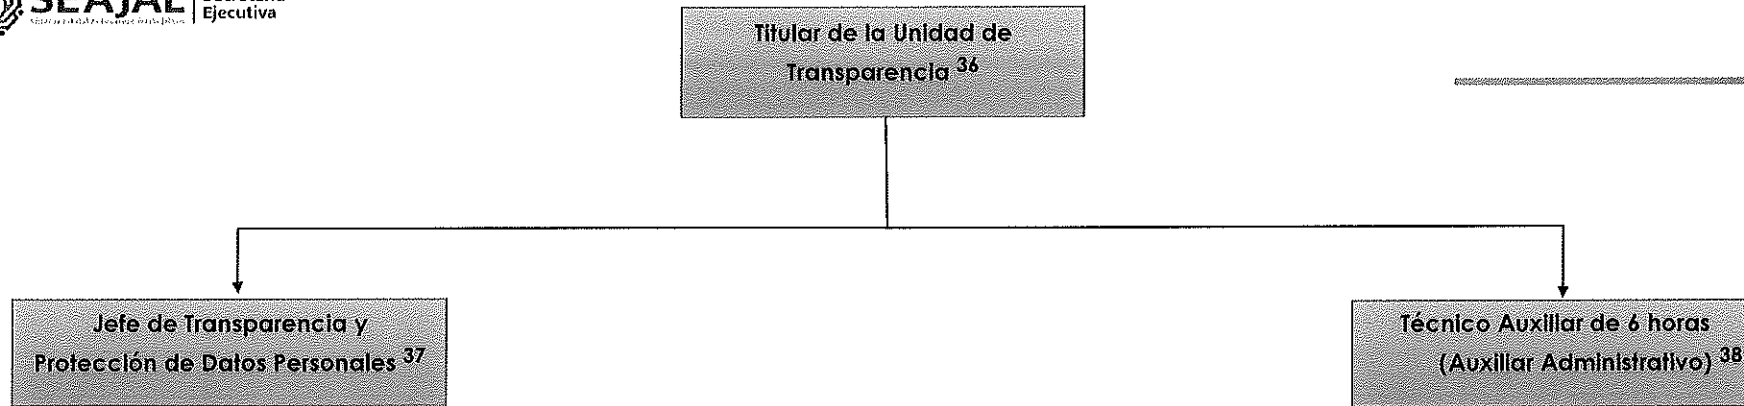 SEAJAL
Ejecutiva
Titular de la Unidad de
Transparencia 36
Jefe de Transparencia y
Protección de Datos Personales 37
Técnico Auxiliar de 6 horas
(Auxiliar Administrativo) 38